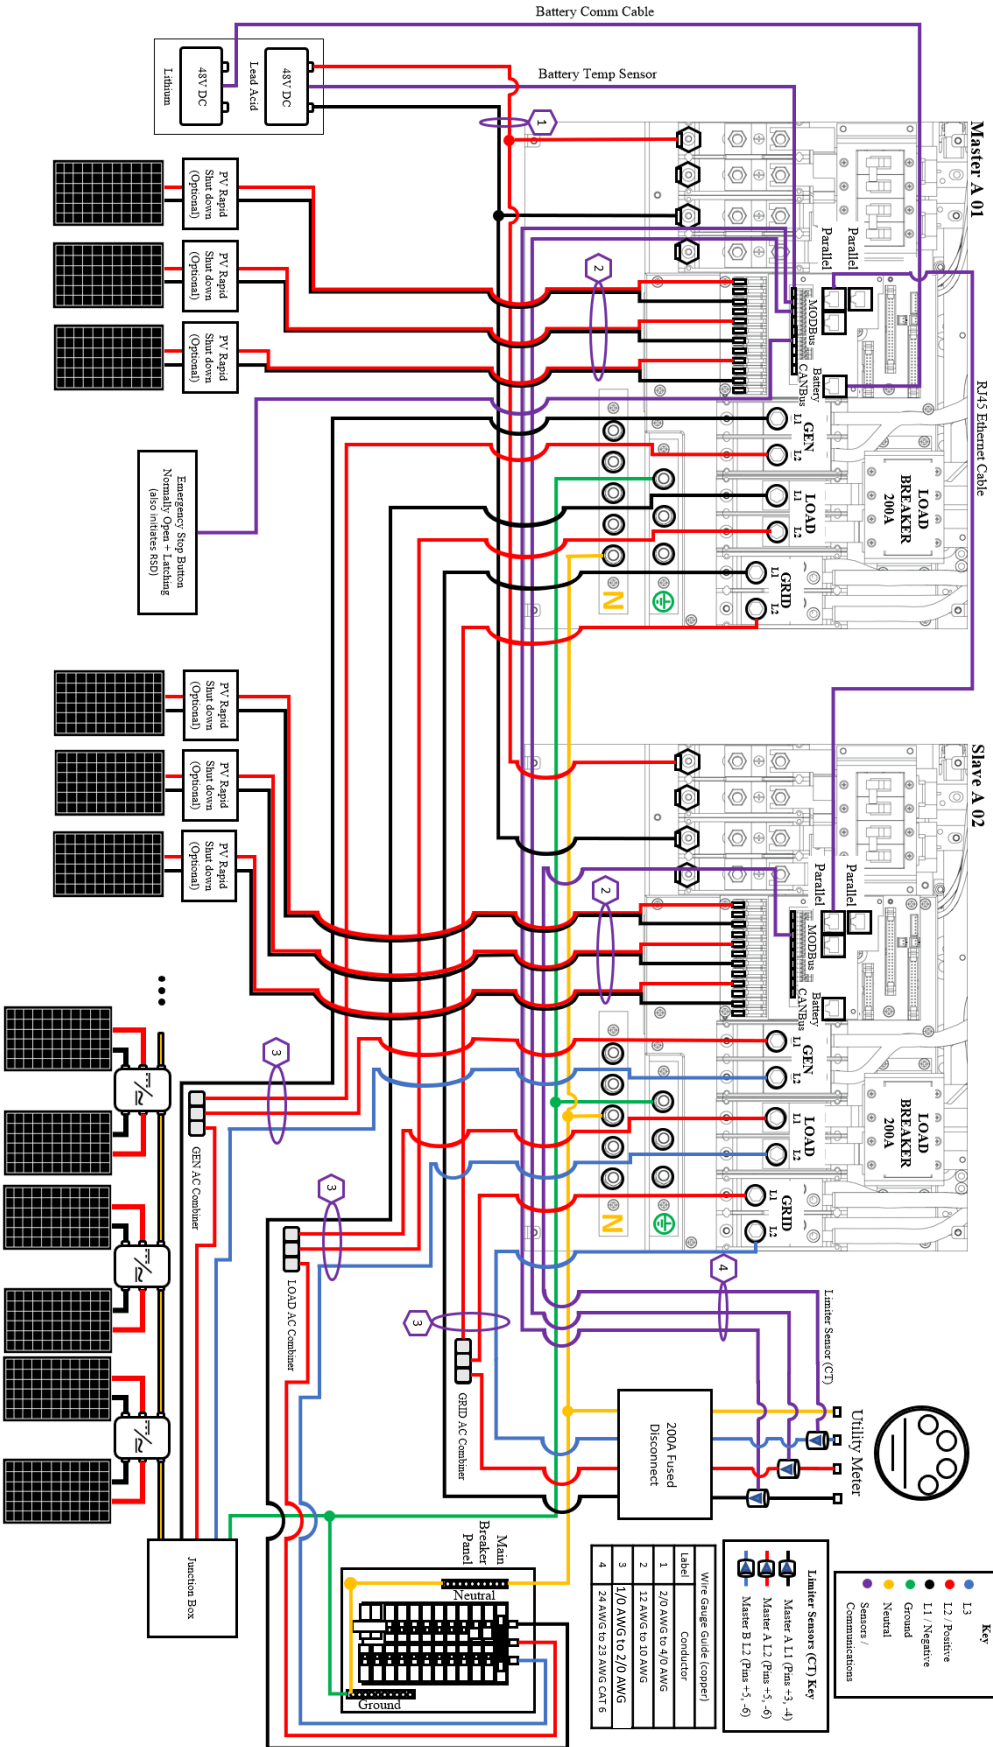 Battery Comm Cable
Battery Temp Sensor
48V DC
Lithium
48V DC
Lead Acid
1
Master A 01
Parallel
Parallel
MODBus
CANBus
Battery
RJ45 Ethernet Cable
PV Rapid
Shut down
(Optional)
PV Rapid
Shut down
(Optional)
PV Rapid
Shut down
(Optional)
2
L1
GEN
L2
L1
LOAD
L2
LOAD
BREAKER
200A
L1
GRID
L2
N
Emergency Stop Button
Normally Open + Latching
(also initiates RSD)
Slave A 02
Parallel
Parallel
MODBus
CANBus
Battery
PV Rapid
Shut down
(Optional)
PV Rapid
Shut down
(Optional)
PV Rapid
Shut down
(Optional)
2
L1
GEN
L2
L1
LOAD
L2
LOAD
BREAKER
200A
L1
GRID
L2
N
3
GEN AC Combiner
3
LOAD AC Combiner
3
GRID AC Combiner
4
Limiter Sensor (CT)
Utility Meter
200A Fused
Disconnect
Junction Box
Main
Breaker
Panel
Neutral
Ground
Wire Gauge Guide (copper)
Label Conductor
1 2/0 AWG to 4/0 AWG
2 12 AWG to 10 AWG
3 1/0 AWG to 2/0 AWG
4 24 AWG to 23 AWG CAT 6
Limiter Sensors (CT) Key
Master A L1 (Pins +3, -4)
Master A L2 (Pins +5, -6)
Master B L2 (Pins +5, -6)
Key
L3
L2 / Positive
L1 / Negative
Ground
Neutral
Sensors /
Communications